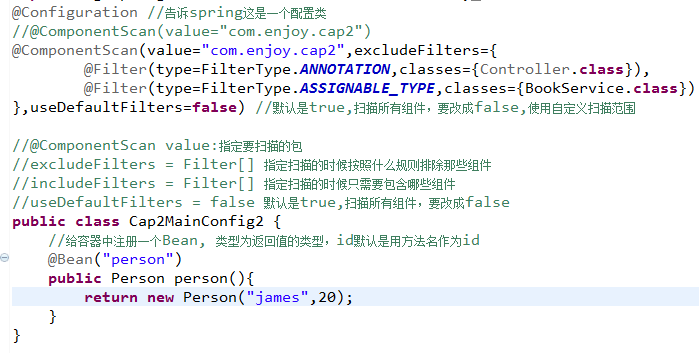 @Configuration //告诉spring这是一个配置类
//@ComponentScan(value="com.enjoy.cap2")
@ComponentScan(value="com.enjoy.cap2",excludeFilters={
@Filter(type=FilterType.ANNOTATION,classes={Controller.class}),
@Filter(type=FilterType.ASSIGNABLE_TYPE,classes={BookService.class})
},useDefaultFilters=false) //默认是true,扫描所有组件，要改成false,使用自定义扫描范围
//@ComponentScan value:指定要扫描的包
//excludeFilters = Filter[] 指定扫描的时候按照什么规则排除那些组件
//includeFilters = Filter[] 指定扫描的时候只需要包含哪些组件
//useDefaultFilters = false 默认是true,扫描所有组件，要改成false
public class Cap2MainConfig2 {
//给容器中注册一个Bean, 类型为返回值的类型，id默认是用方法名作为id
@Bean("person")
public Person person(){
return new Person("james",20);
}
}